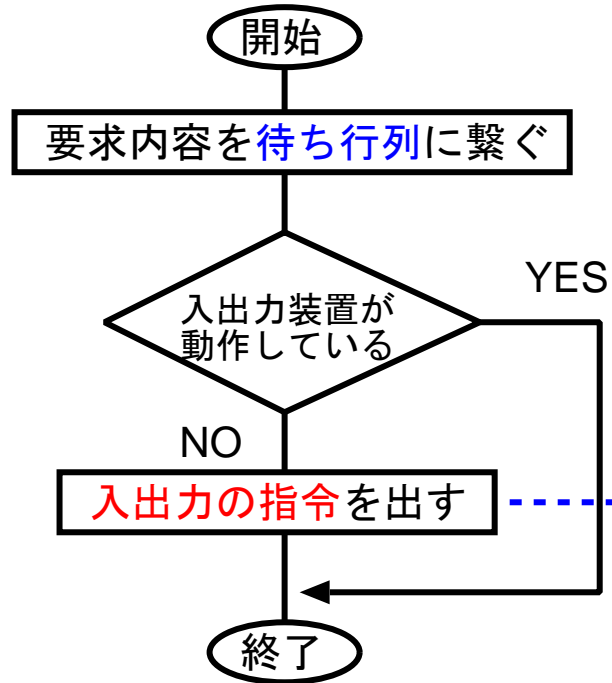 開始
要求内容を待ち行列に繋ぐ
入出力装置が
動作している
YES
NO
入出力の指令を出す
終了